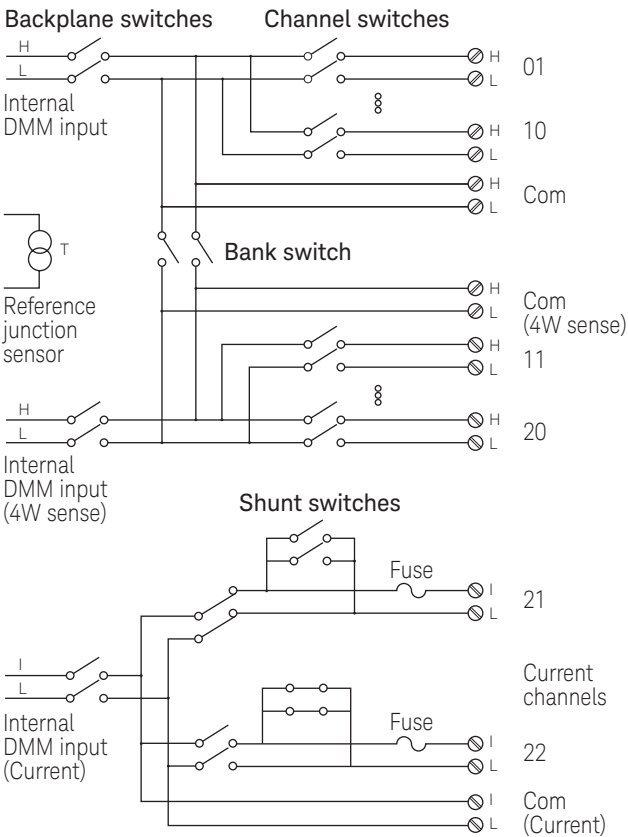 Backplane switches
Channel switches
H
L
H
L
01
Internal
DMM input
H
L
10
H
L
Com
T
Bank switch
Reference
junction
sensor
H
L
Com
(4W sense)
H
L
11
H
L
H
L
20
Internal
DMM input
(4W sense)
Shunt switches
Fuse
I
L
21
I
L
Current
channels
Internal
DMM input
(Current)
Fuse
I
L
22
I
L
Com
(Current)